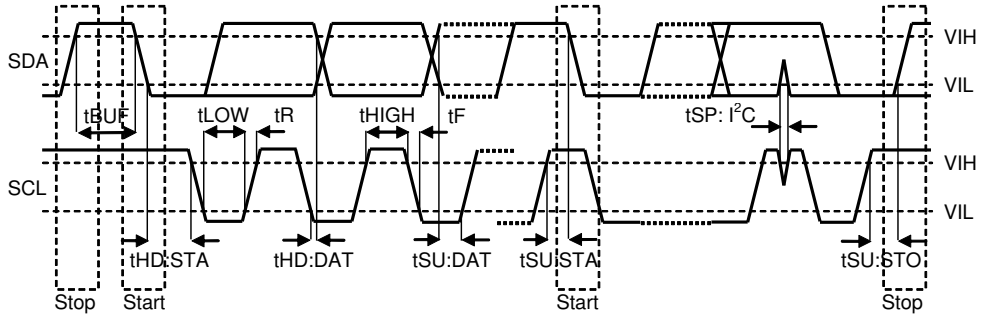 VIH
SDA
VIL
tBUF
tLOW
tR
tHIGH
tF
tSP: I²C
VIH
SCL
VIL
tHD:STA
tHD:DAT
tSU:DAT
tSU:STA
tSU:STO
Stop
Start
Start
Stop